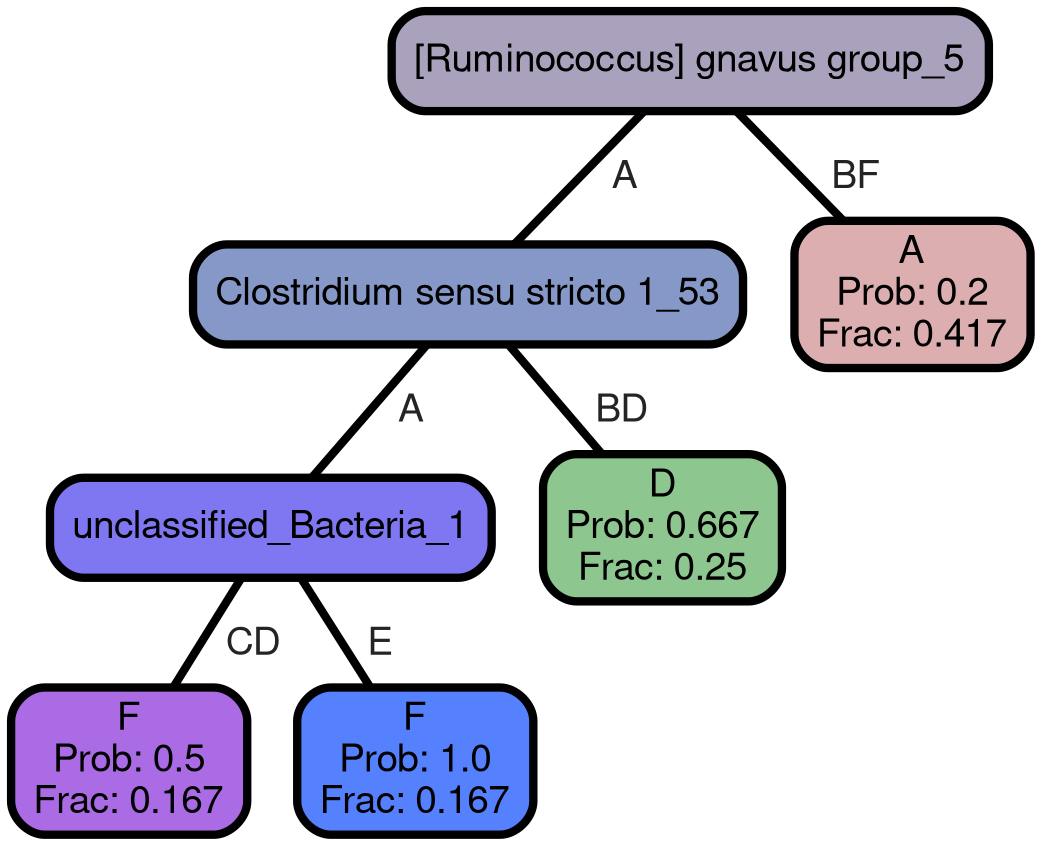 [Ruminococcus] gnavus group_5
A
BF
Clostridium sensu stricto 1_53
A
Prob: 0.2
Frac: 0.417
A
BD
unclassified_Bacteria_1
D
Prob: 0.667
Frac: 0.25
CD
E
F
Prob: 0.5
Frac: 0.167
F
Prob: 1.0
Frac: 0.167